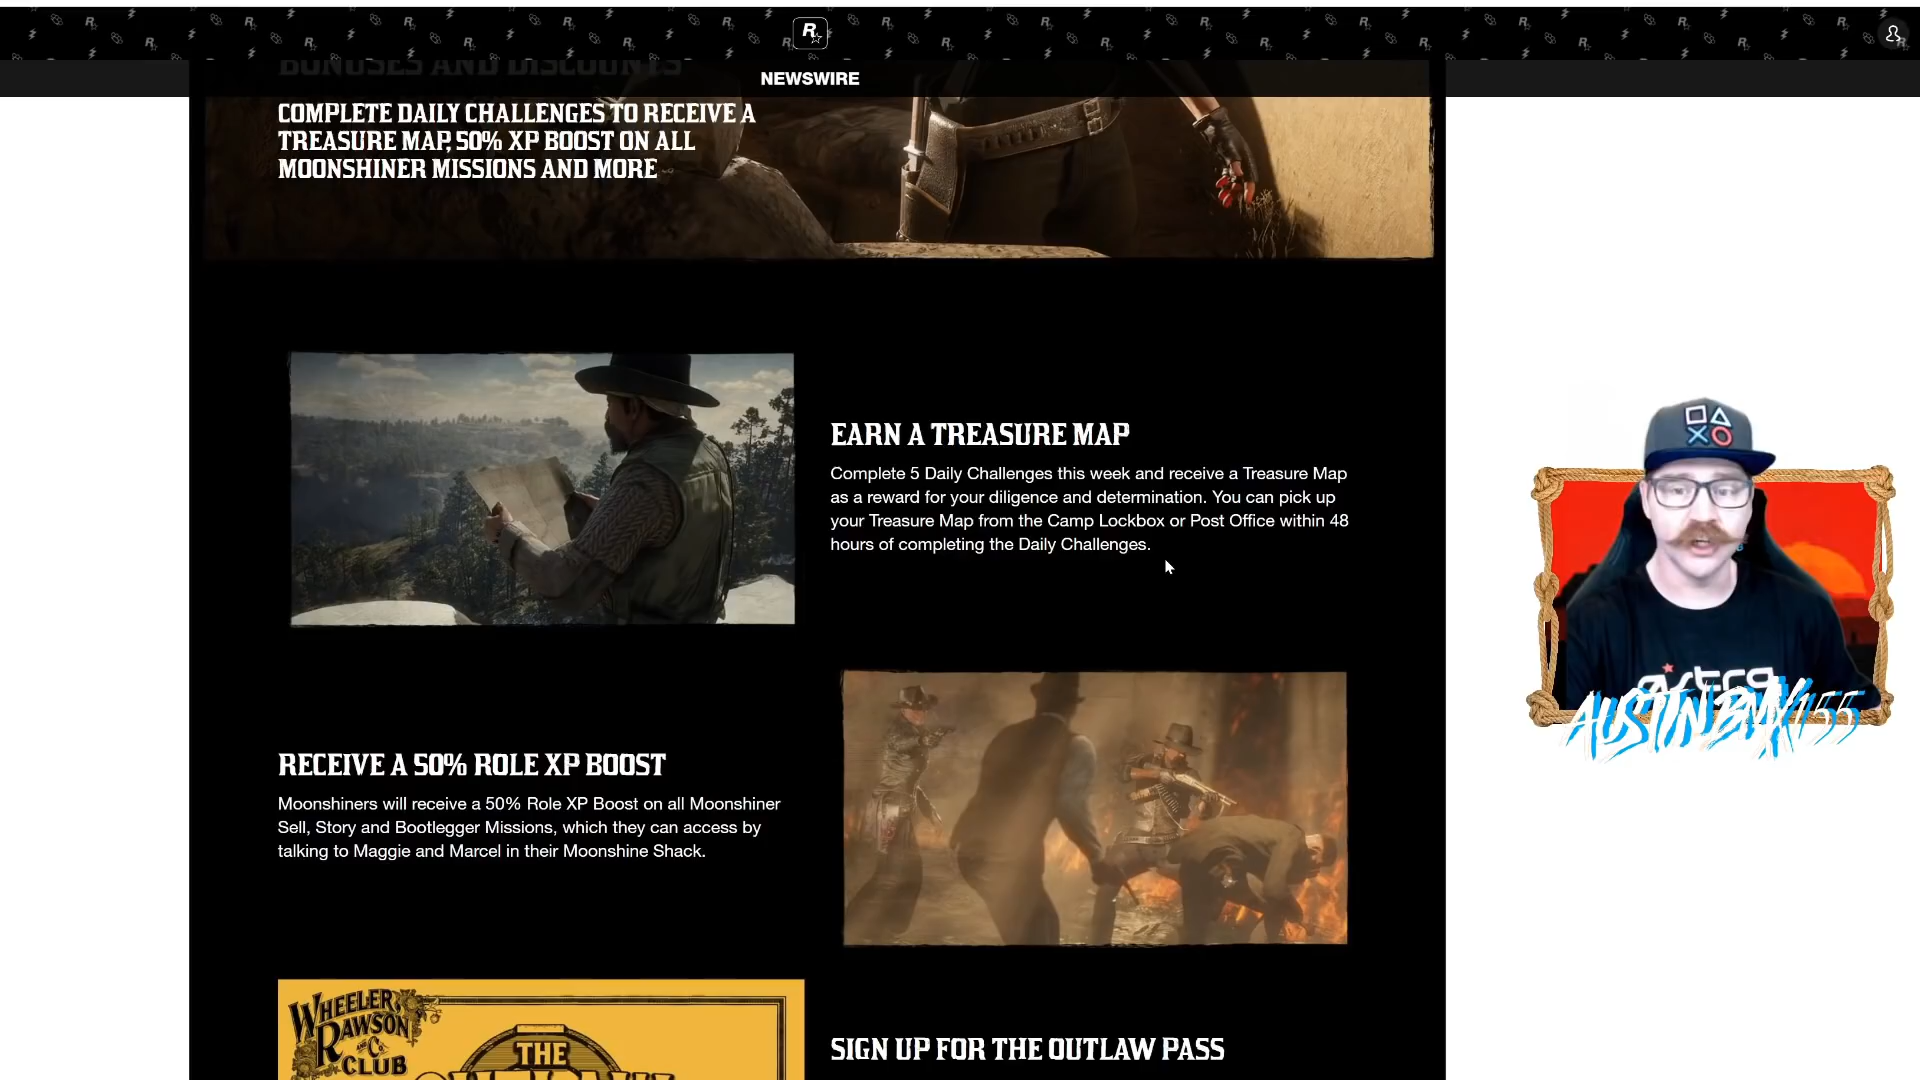 BONUSES AND DISCOUNTS
NEWSWIRE
COMPLETE DAILY CHALLENGES TO RECEIVE A
TREASURE MAP, 50% XP BOOST ON ALL
MOONSHINER MISSIONS AND MORE
EARN A TREASURE MAP
Complete 5 Daily Challenges this week and receive a Treasure Map
as a reward for your diligence and determination. You can pick up
your Treasure Map from the Camp Lockbox or Post Office within 48
hours of completing the Daily Challenges.
RECEIVE A 50% ROLE XP BOOST
Moonshiners will receive a 50% Role XP Boost on all Moonshiner
Sell, Story and Bootlegger Missions, which they can access by
talking to Maggie and Marcel in their Moonshine Shack.
AUSTINBMX155
WHEELER,
RAWSON
AND Co.
CLUB
THE
SIGN UP FOR THE OUTLAW PASS